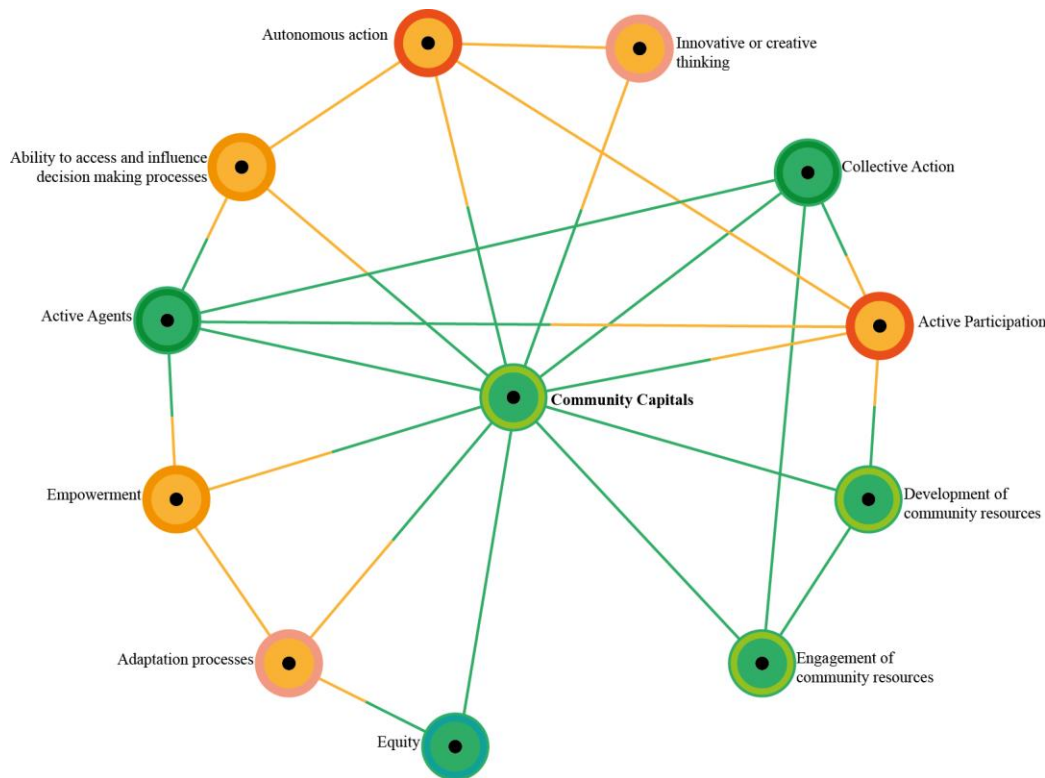 Autonomous action
Innovative or creative
thinking
Ability to access and influence
decision making processes
Collective Action
Active Agents
Active Participation
Community Capitals
Empowerment
Development of
community resources
Adaptation processes
Engagement of
community resources
Equity